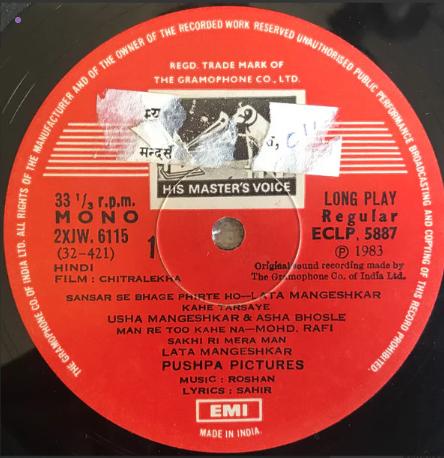 THE GRAMOPHONE CO. OF INDIA LTD. ALL RIGHTS OF THE MANUFACTURER AND OF THE OWNER OF THE RECORDED WORK RESERVED UNAUTHORISED PUBLIC PERFORMANCE BROADCASTING AND COPYING OF THIS RECORD PROHIBITED
REGD. TRADE MARK OF
THE GRAMOPHONE CO., LTD.
मन्दर्स
HIS MASTER'S VOICE
33 1/3 r.p.m.
MONO
2XJW. 6115
(32-421)
1
HINDI
FILM : CHITRALEKHA
LONG PLAY
Regular
ECLP. 5887
Ⓟ 1983
Original sound recording made by
The Gramophone Co. of India Ltd.
SANSAR SE BHAGE PHIRTE HO—LATA MANGESHKAR
KAHE TARSAYE
USHA MANGESHKAR & ASHA BHOSLE
MAN RE TOO KAHE NA—MOHD. RAFI
SAKHI RI MERA MAN
LATA MANGESHKAR
PUSHPA PICTURES
MUSIC : ROSHAN
LYRICS : SAHIR
EMI
MADE IN INDIA.